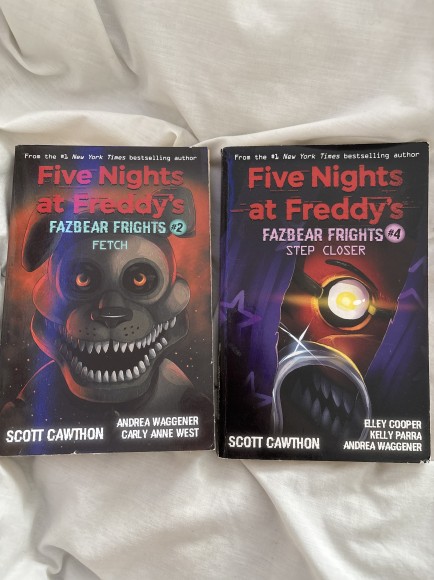 From the #1 New York Times bestselling author
Five Nights
at Freddy's
FAZBEAR FRIGHTS #2
FETCH
ANDREA WAGGENER
SCOTT CAWTHON
CARLY ANNE WEST
From the #1 New York Times bestselling author
Five Nights
at Freddy's
FAZBEAR FRIGHTS #4
STEP CLOSER
ELLEY COOPER
KELLY PARRA
SCOTT CAWTHON
ANDREA WAGGENER